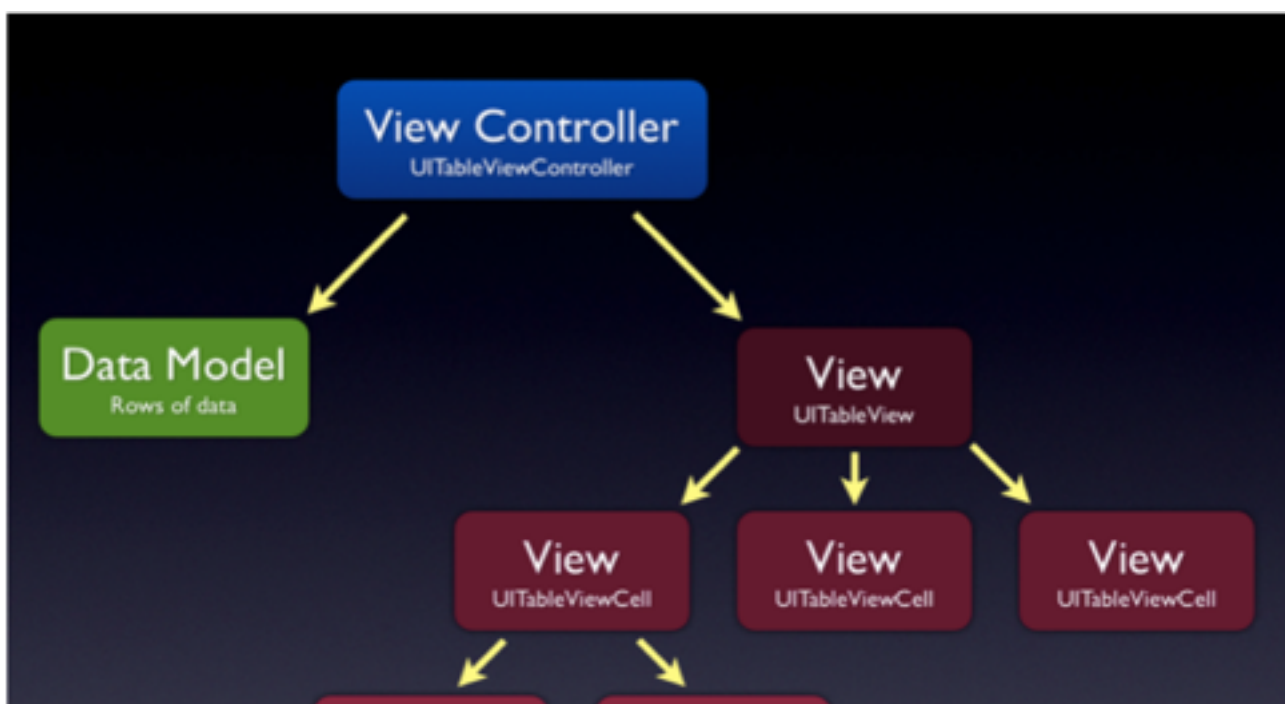 View Controller
UITableViewController
Data Model
Rows of data
View
UITableView
View
UITableViewCell
View
UITableViewCell
View
UITableViewCell